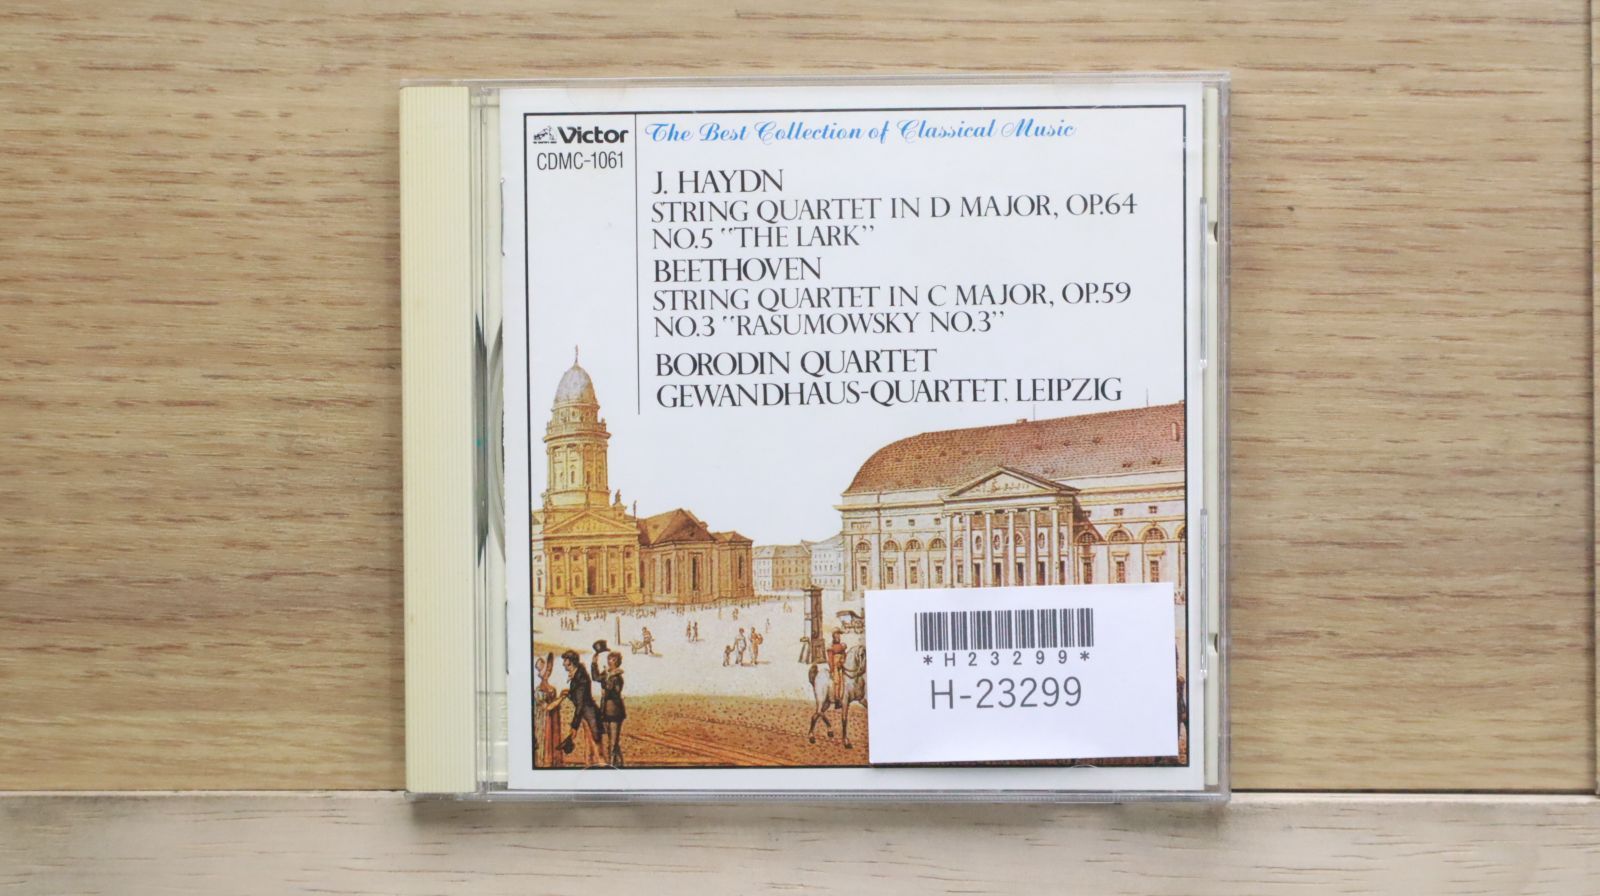 Victor
CDMC-1061
The Best Collection of Classical Music
J. HAYDN
STRING QUARTET IN D MAJOR, OP.64
NO.5 "THE LARK"
BEETHOVEN
STRING QUARTET IN C MAJOR, OP.59
NO.3 "RASUMOWSKY NO.3"
BORODIN QUARTET
GEWANDHAUS-QUARTET, LEIPZIG
*H23299*
H-23299